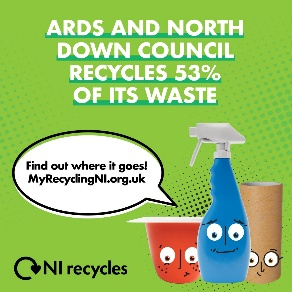 ARDS AND NORTH
DOWN COUNCIL
RECYCLES 53%
OF ITS WASTE
Find out where it goes!
MyRecyclingNI.org.uk
NI recycles